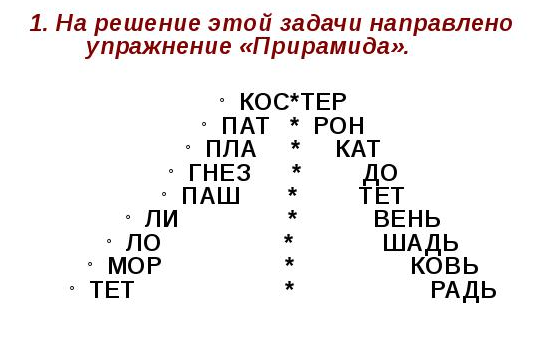 1. На решение этой задачи направлено
упражнение «Прирамида».
◦ КОС*ТЕР
◦ ПАТ * РОН
◦ ПЛА * КАТ
◦ ГНЕЗ * ДО
◦ ПАШ * ТЕТ
◦ ЛИ * ВЕНЬ
◦ ЛО * ШАДЬ
◦ МОР * КОВЬ
◦ ТЕТ * РАДЬ